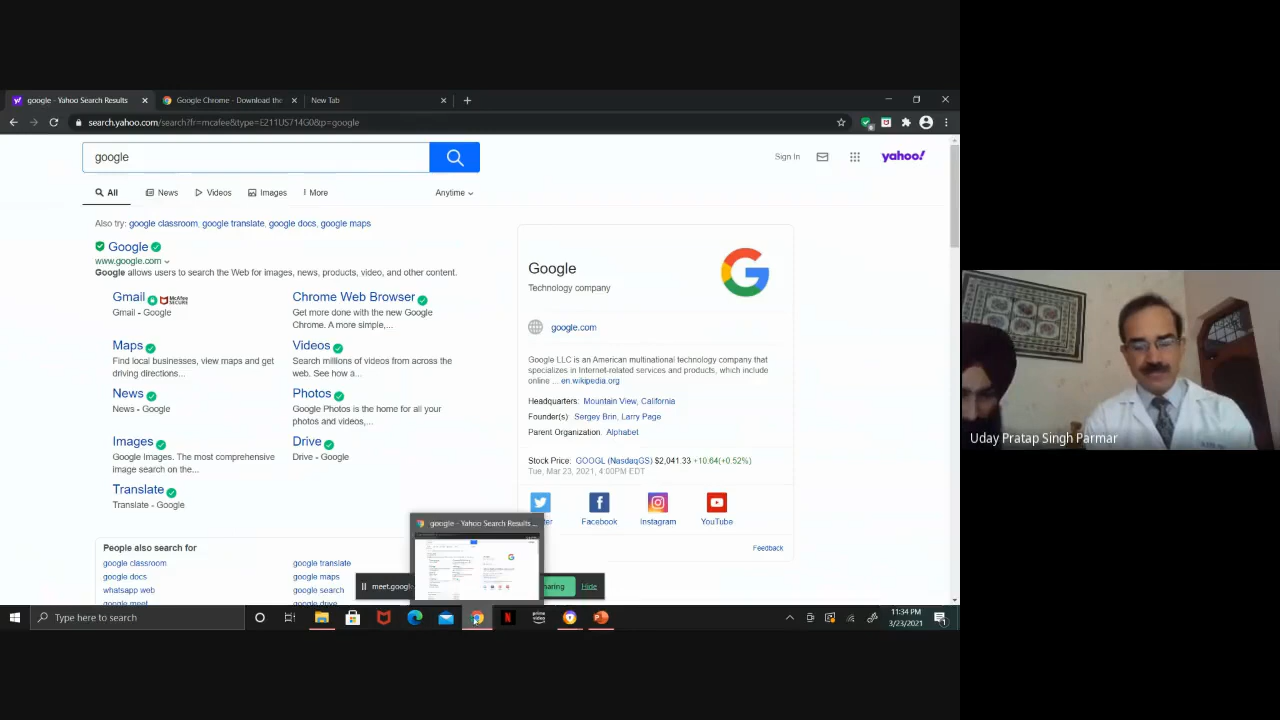 google - Yahoo Search Results
Google Chrome - Download the
New Tab
search.yahoo.com/search?fr=mcafee&type=E211US714G0&p=google
google
Sign In
yahoo!
All
News
Videos
Images
More
Anytime
Also try: google classroom, google translate, google docs, google maps
Google
www.google.com
Google allows users to search the Web for images, news, products, video, and other content.
Gmail
McAfee SECURE
Gmail - Google
Chrome Web Browser
Get more done with the new Google
Chrome. A more simple,...
Maps
Find local businesses, view maps and get
driving directions...
Videos
Search millions of videos from across the
web. See how a...
News
News - Google
Photos
Google Photos is the home for all your
photos and videos,...
Images
Google Images. The most comprehensive
image search on the...
Drive
Drive - Google
Translate
Translate - Google
People also search for
google classroom
google translate
google docs
google maps
whatsapp web
google search
google meet
google drive
Google
Technology company
google.com
Google LLC is an American multinational technology company that
specializes in Internet-related services and products, which include
online ... en.wikipedia.org
Headquarters: Mountain View, California
Founder(s): Sergey Brin, Larry Page
Parent Organization: Alphabet
Stock Price: GOOGL (NasdaqGS) $2,041.33 +10.64(+0.52%)
Tue, Mar 23, 2021, 4:00PM EDT
Facebook
Instagram
YouTube
Feedback
google - Yahoo Search Results ...
meet.google
Hide
Type here to search
prime video
11:34 PM
3/23/2021
Uday Pratap Singh Parmar